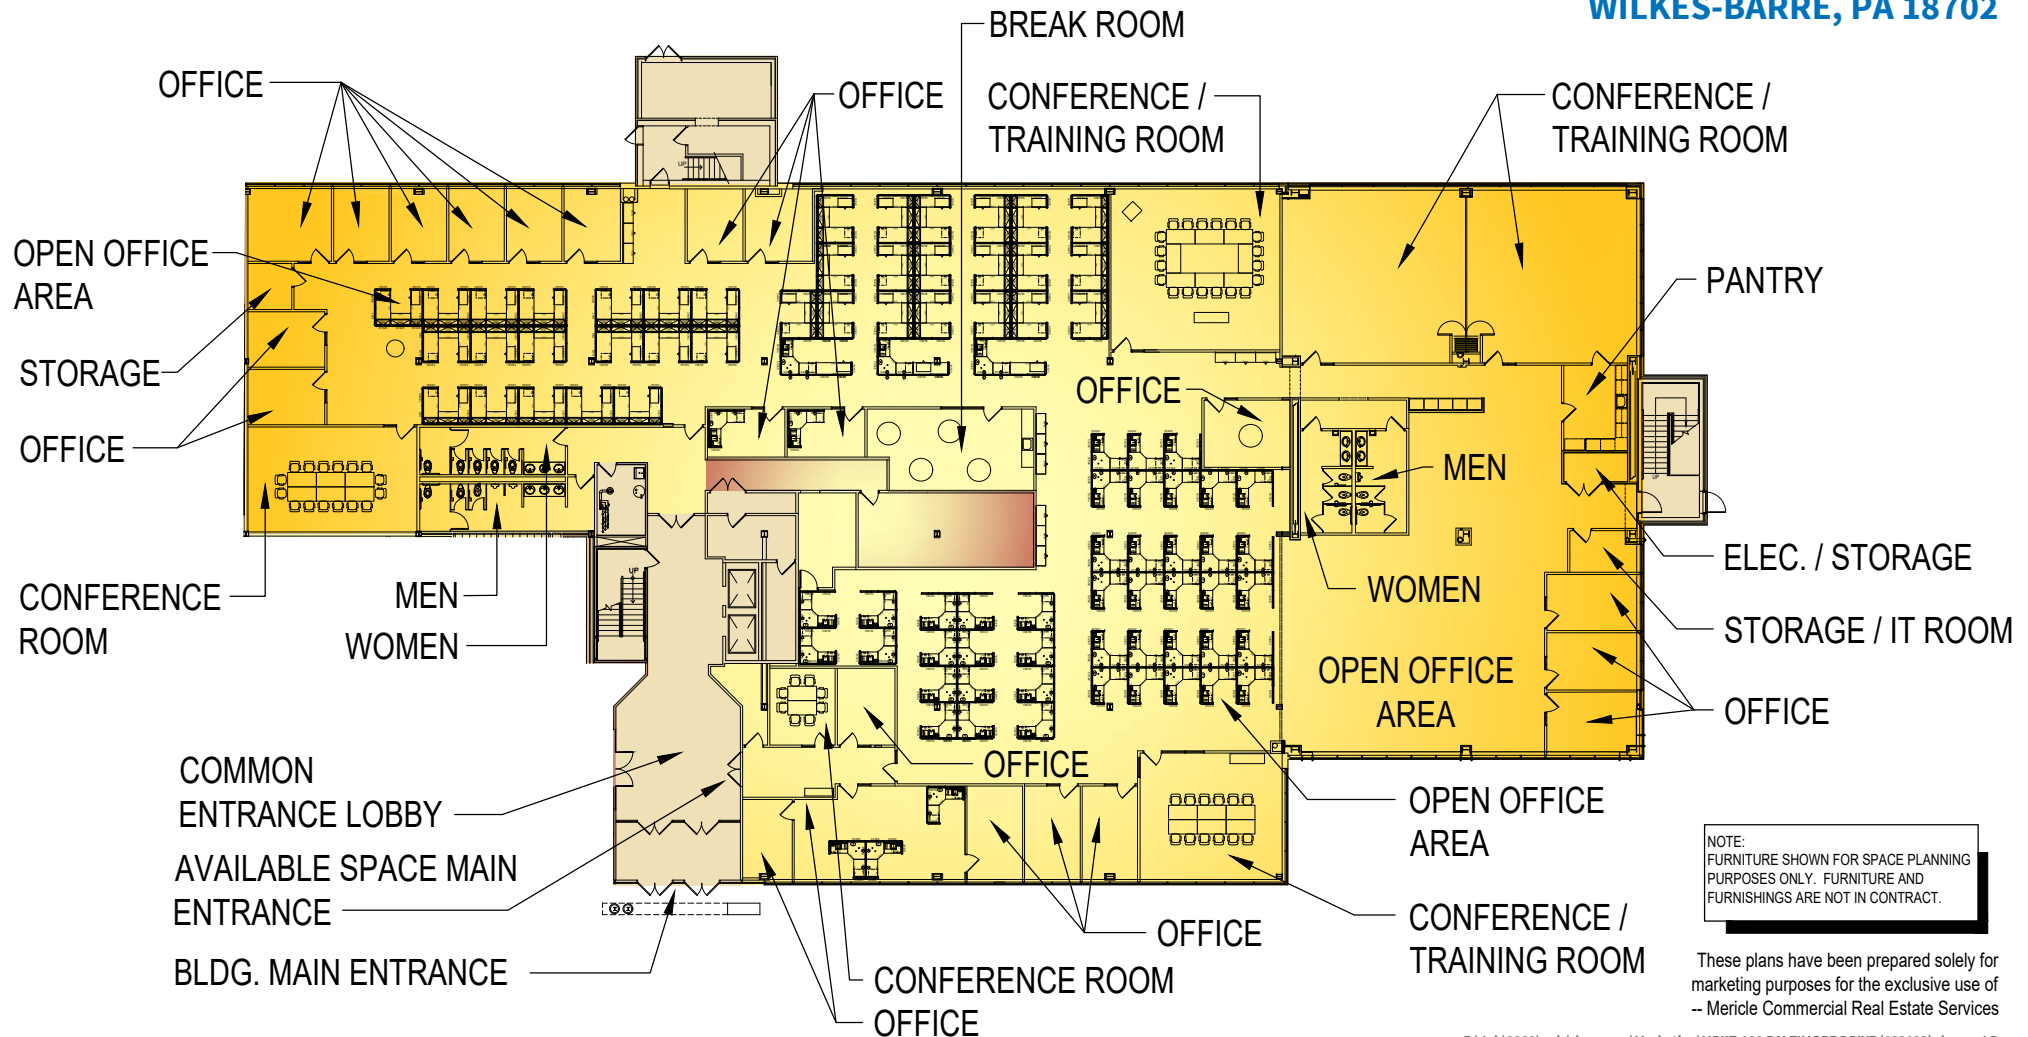 WILKES-BARRE, PA 18702
BREAK ROOM
OFFICE
OFFICE
CONFERENCE /
TRAINING ROOM
CONFERENCE /
TRAINING ROOM
OPEN OFFICE
AREA
PANTRY
STORAGE
OFFICE
OFFICE
MEN
CONFERENCE
ROOM
MEN
WOMEN
WOMEN
ELEC. / STORAGE
STORAGE / IT ROOM
OPEN OFFICE
AREA
OFFICE
OFFICE
COMMON
ENTRANCE LOBBY
OPEN OFFICE
AREA
AVAILABLE SPACE MAIN
ENTRANCE
CONFERENCE /
TRAINING ROOM
OFFICE
BLDG. MAIN ENTRANCE
CONFERENCE ROOM
OFFICE
UP
UP
UP
NOTE:
FURNITURE SHOWN FOR SPACE PLANNING
PURPOSES ONLY. FURNITURE AND
FURNISHINGS ARE NOT IN CONTRACT.
These plans have been prepared solely for
marketing purposes for the exclusive use of
-- Mericle Commercial Real Estate Services